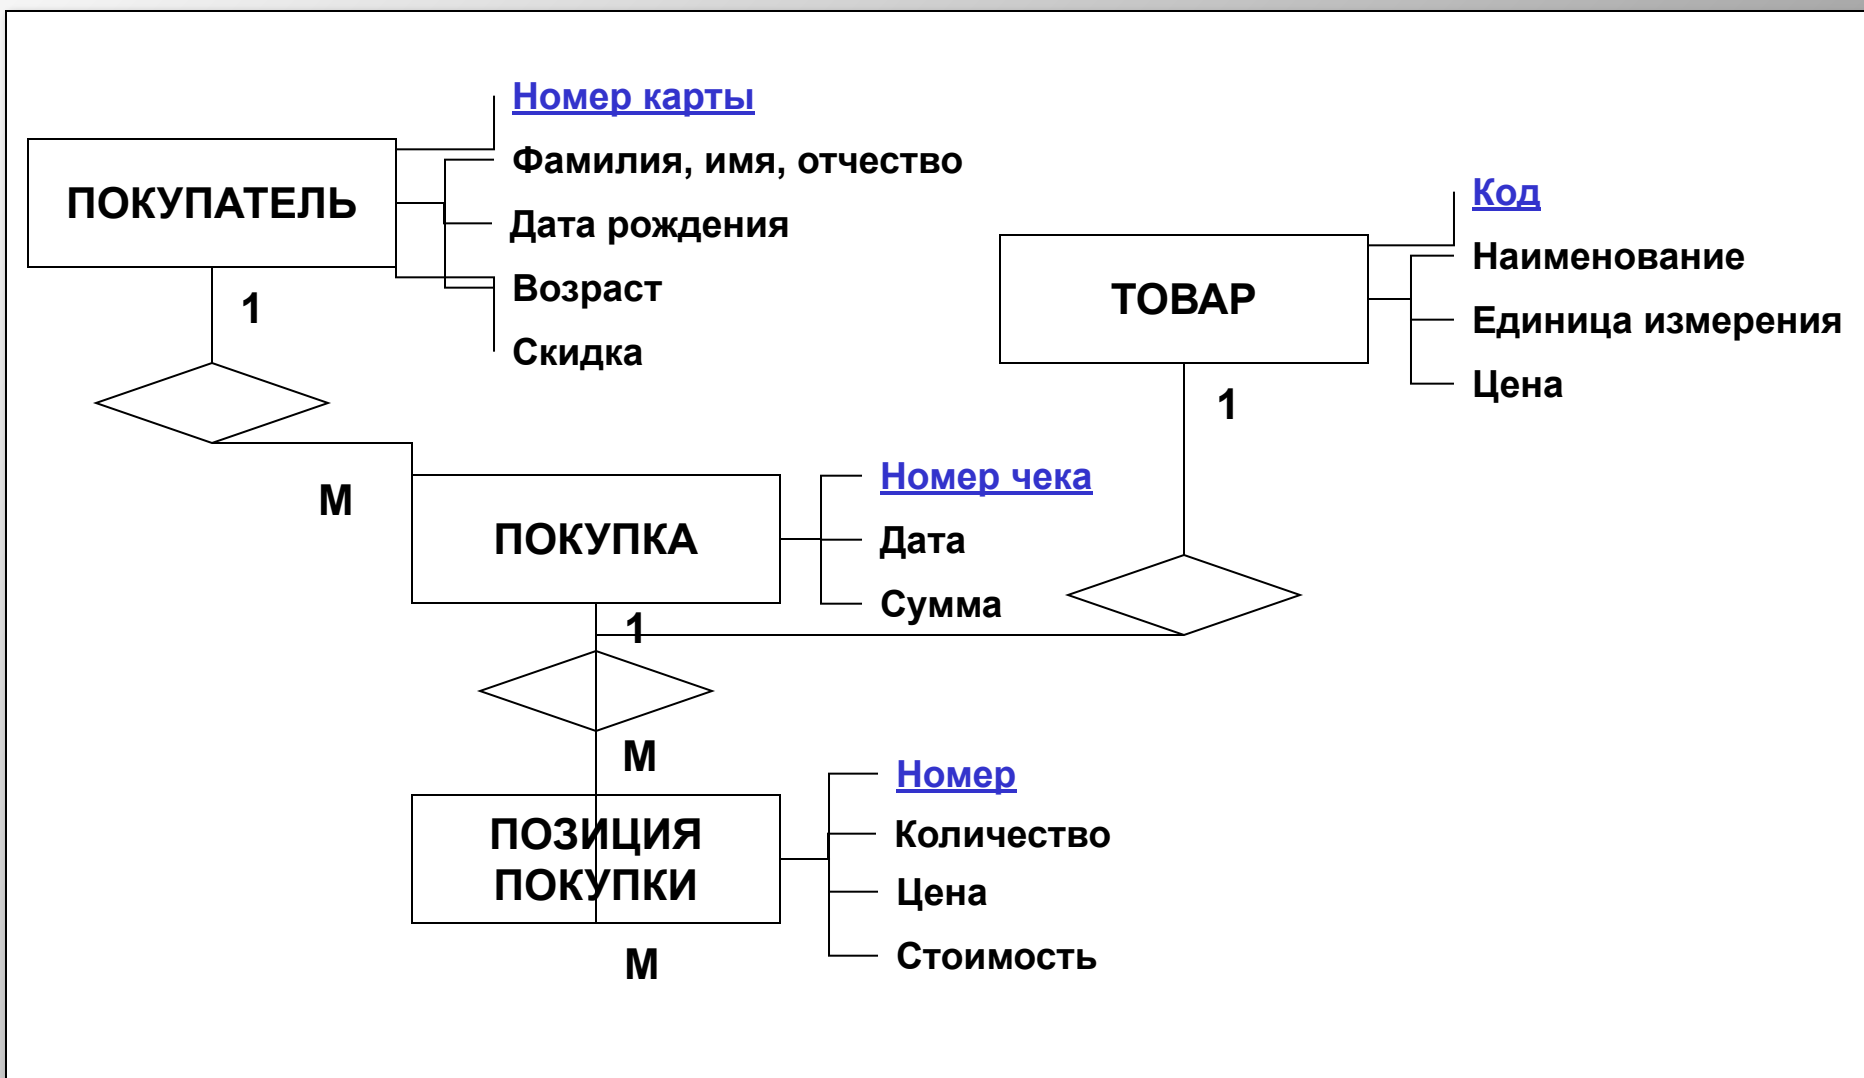 Номер карты
ПОКУПАТЕЛЬ
Фамилия, имя, отчество
Дата рождения
Возраст
Скидка
1
М
Код
ТОВАР
Наименование
Единица измерения
Цена
1
Номер чека
ПОКУПКА
Дата
Сумма
1
М
Номер
ПОЗИЦИЯ
ПОКУПКИ
Количество
Цена
Стоимость
М